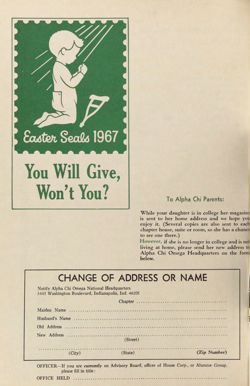 Easter Seals 1967
You Will Give,
Won't You?
To Alpha Chi Parents:
While your daughter is in college her magazine
is sent to her home address and we hope you
enjoy it. (Several copies are also sent to each
chapter house, suite or room, so she has a chance
to see them there.)
However, if she is no longer in college and is not
living at home, please send her new address to
Alpha Chi Omega Headquarters on the form
below.
CHANGE OF ADDRESS OR NAME
Notify Alpha Chi Omega National Headquarters
Washington Boulevard, Indianapolis, Ind.
Chapter
Maiden Name
Husband's Name
Old Address
New Address
(Street)
(City) (State) (Zip Number)
OFFICER—If you are currently on Advisory Board, officer of House Corp., or Alumnae Group,
please fill in title:
OFFICE HELD